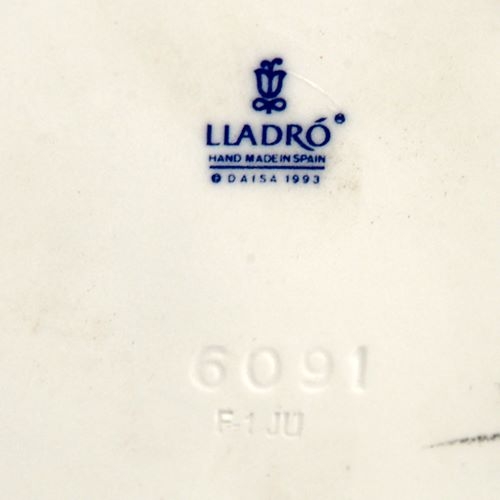 LLADRÓ®
HAND MADE IN SPAIN
© DAISA 1993
6091
F-1 JU